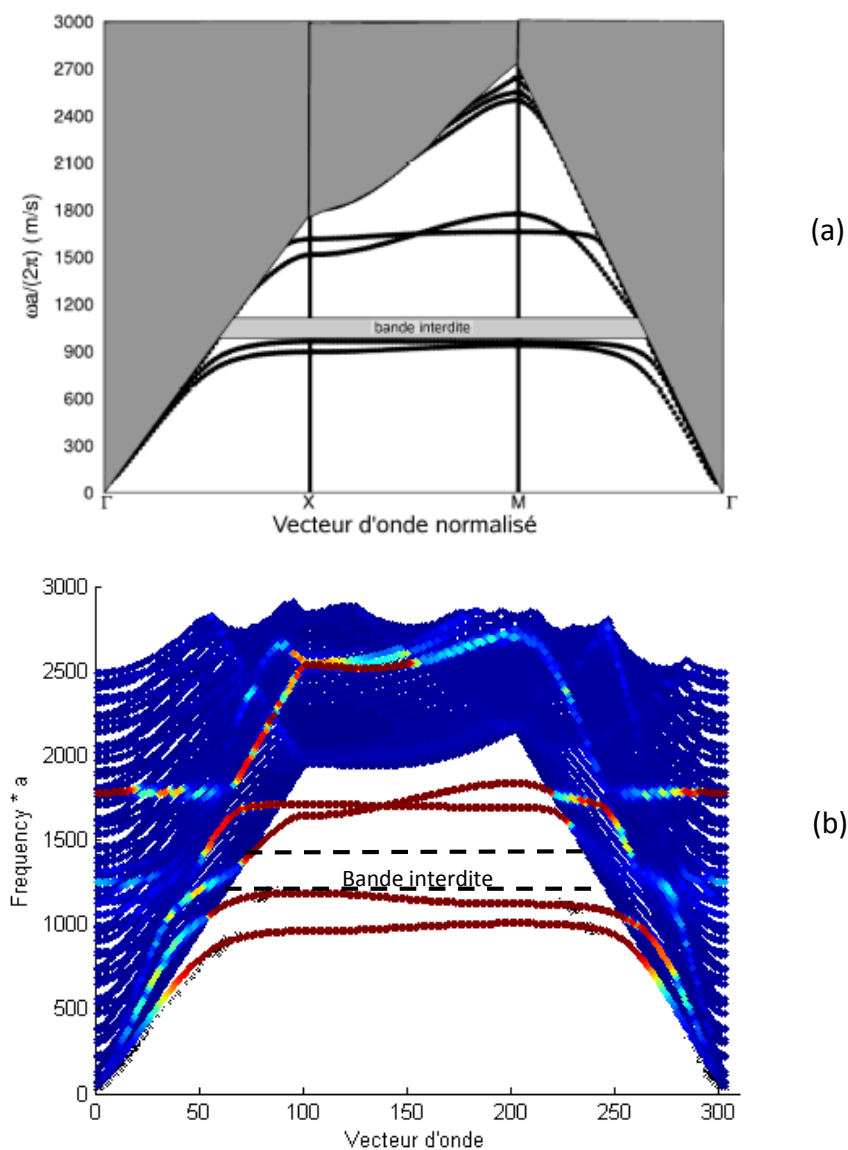 3000
2700
2400
2100
1800
1500
1200
900
600
300
0
ωa/(2π) (m/s)
bande interdite
Γ X M Γ
Vecteur d'onde normalisé
(a)
3000
2500
2000
1500
1000
500
0
Frequency * a
Bande interdite
0 50 100 150 200 250 300
Vecteur d'onde
(b)